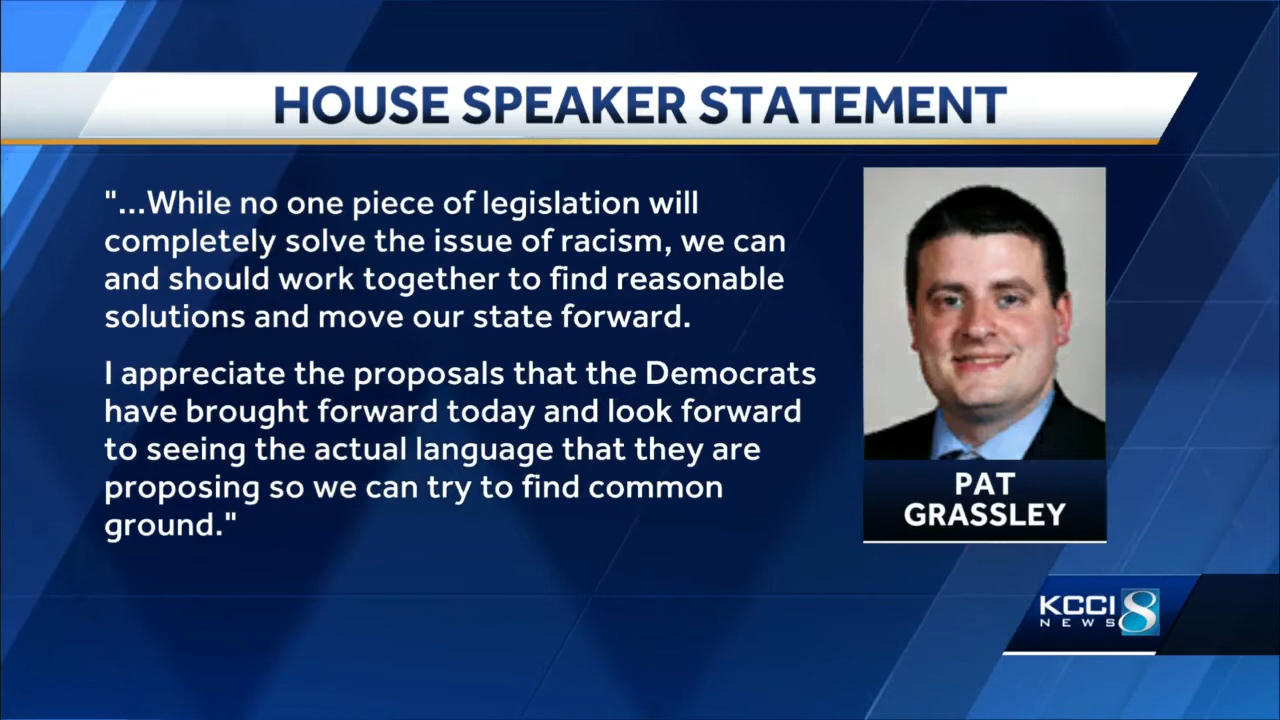 HOUSE SPEAKER STATEMENT
"...While no one piece of legislation will
completely solve the issue of racism, we can
and should work together to find reasonable
solutions and move our state forward.
I appreciate the proposals that the Democrats
have brought forward today and look forward
to seeing the actual language that they are
proposing so we can try to find common
ground."
PAT
GRASSLEY
KCCI 8
NEWS